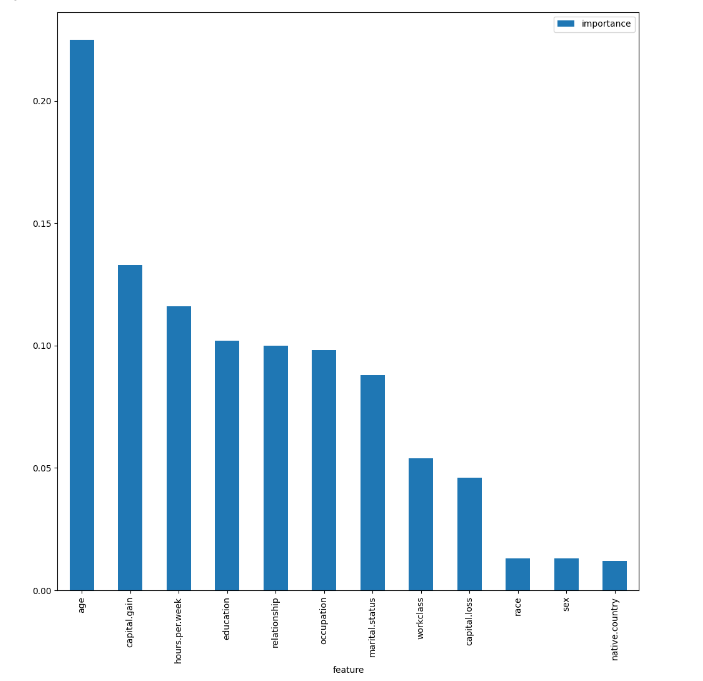 importance
0.20
0.15
0.10
0.05
0.00
age
capital.gain
hours.per.week
education
relationship
occupation
marital.status
workclass
capital.loss
race
sex
native.country
feature